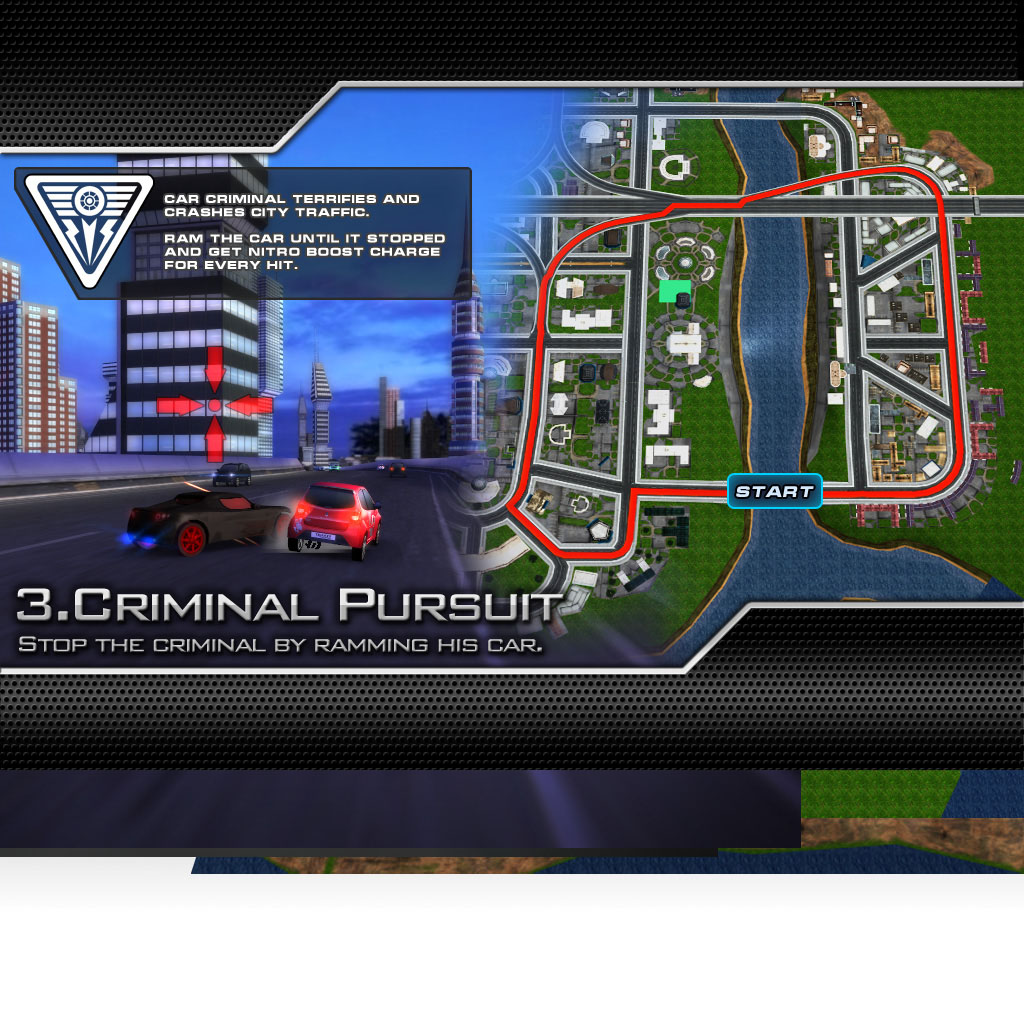 CAR CRIMINAL TERRIFIES AND
CRASHES CITY TRAFFIC.
RAM THE CAR UNTIL IT STOPPED
AND GET NITRO BOOST CHARGE
FOR EVERY HIT.
START
3.CRIMINAL PURSUIT
STOP THE CRIMINAL BY RAMMING HIS CAR.